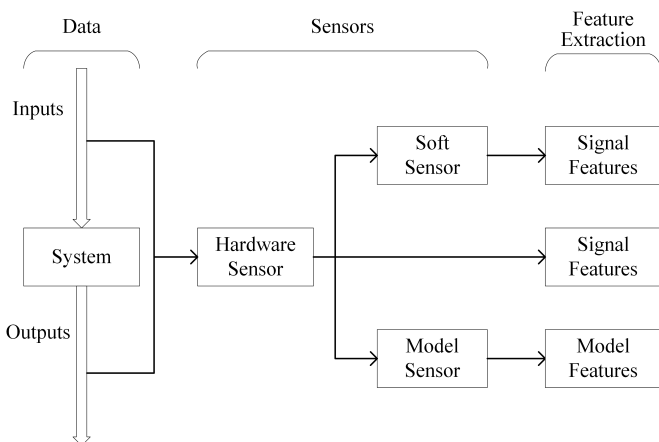 Data
Sensors
Feature
Extraction
Inputs
Soft
Sensor
Signal
Features
System
Hardware
Sensor
Signal
Features
Outputs
Model
Sensor
Model
Features